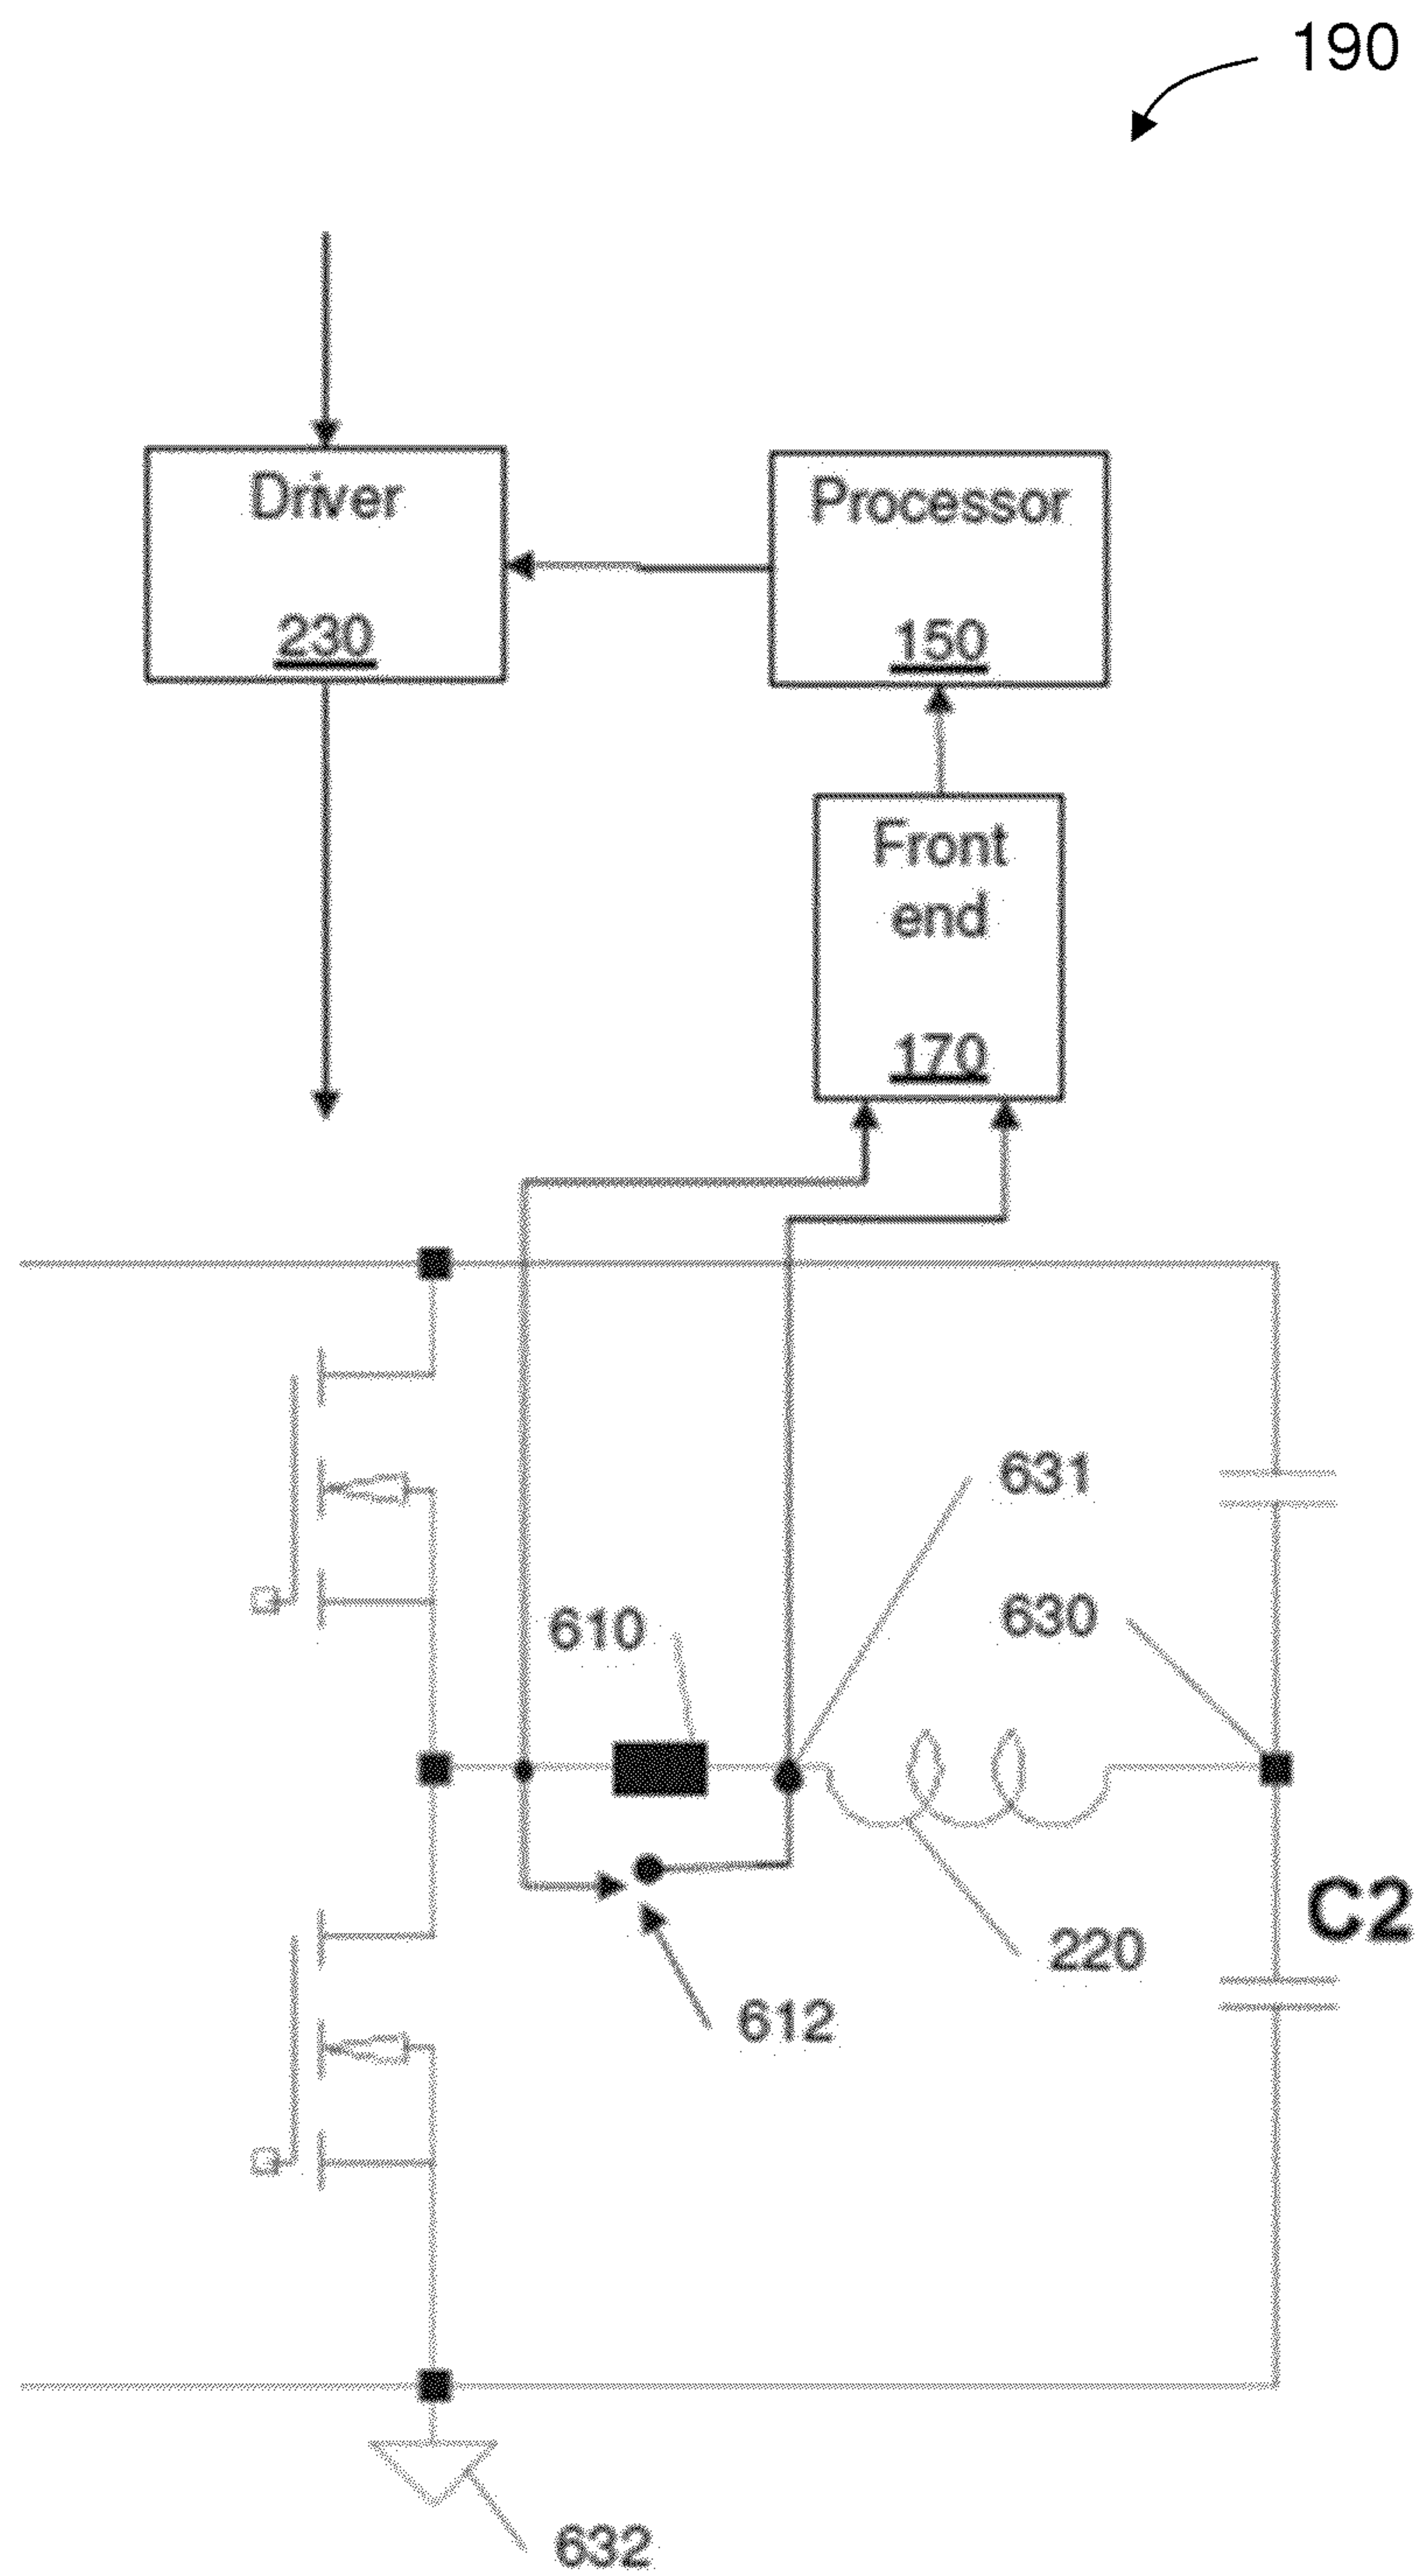 190
Driver
230
Processor
150
Front
end
170
631
630
610
C2
220
612
632